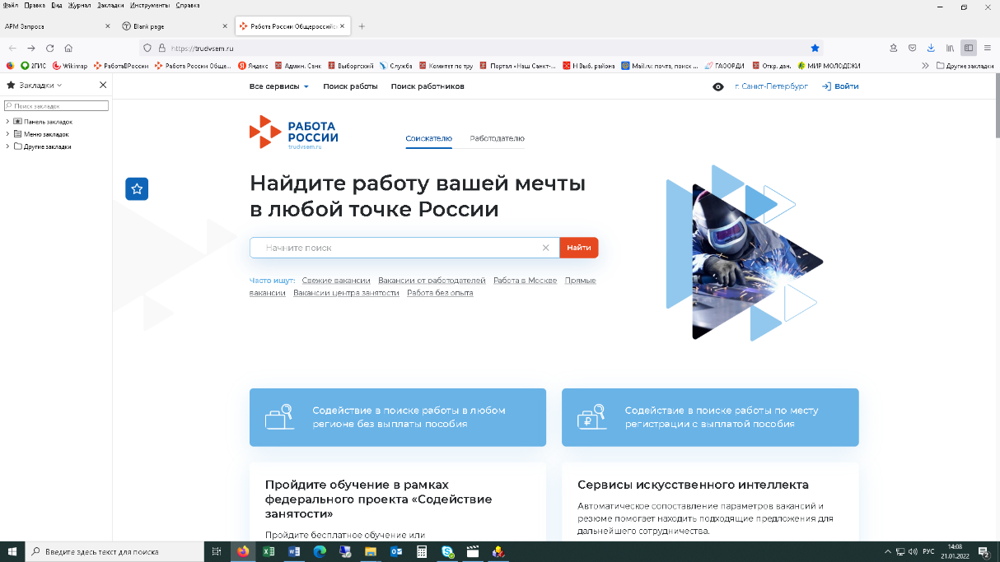 Файл Правка Вид Журнал Закладки Инструменты Справка
АРМ Запроса
Blank page
Работа России Общероссийск
https://trudvsem.ru
2ГИС Wikimap РаботаВРоссии Работа России Обще... Яндекс Админ. Санк Выборгский Служба Комитет по тру Портал «Наш Санкт-... Н Выб. района Mail.ru: почта, поиск ... ГАООРДИ Откр. дан. МИР МОЛОДЕЖИ Другие закладки
Закладки
Поиск закладок
Панель закладок
Меню закладок
Другие закладки
Все сервисы Поиск работы Поиск работников г. Санкт-Петербург Войти
РАБОТА
РОССИИ
trudvsem.ru
Соискателю Работодателю
Найдите работу вашей мечты
в любой точке России
Начните поиск Найти
Часто ищут: Свежие вакансии Вакансии от работодателей Работа в Москве Прямые
вакансии Вакансии центра занятости Работа без опыта
Содействие в поиске работы в любом
регионе без выплаты пособия
Содействие в поиске работы по месту
регистрации с выплатой пособия
Пройдите обучение в рамках
федерального проекта «Содействие
занятости»
Пройдите бесплатное обучение или
Сервисы искусственного интеллекта
Автоматическое сопоставление параметров вакансий и
резюме помогает находить подходящие предложения для
дальнейшего сотрудничества.
Введите здесь текст для поиска
РУС
14:08
21.01.2022
2